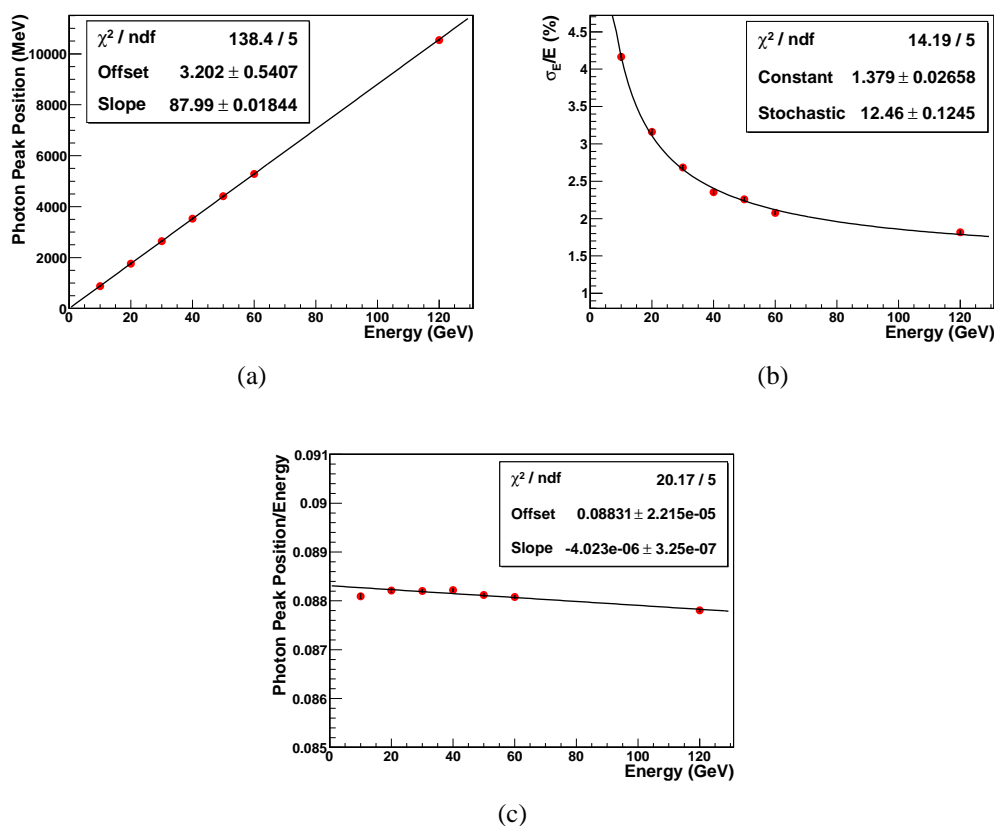 Photon Peak Position (MeV)
10000
8000
6000
4000
2000
0
0 20 40 60 80 100 120
Energy (GeV)
χ² / ndf 138.4 / 5
Offset 3.202 ± 0.5407
Slope 87.99 ± 0.01844
(a)
σE/E (%)
4.5
4
3.5
3
2.5
2
1.5
1
0 20 40 60 80 100 120
Energy (GeV)
χ² / ndf 14.19 / 5
Constant 1.379 ± 0.02658
Stochastic 12.46 ± 0.1245
(b)
Photon Peak Position/Energy
0.091
0.09
0.089
0.088
0.087
0.086
0.085
0 20 40 60 80 100 120
Energy (GeV)
χ² / ndf 20.17 / 5
Offset 0.08831 ± 2.215e-05
Slope -4.023e-06 ± 3.25e-07
(c)